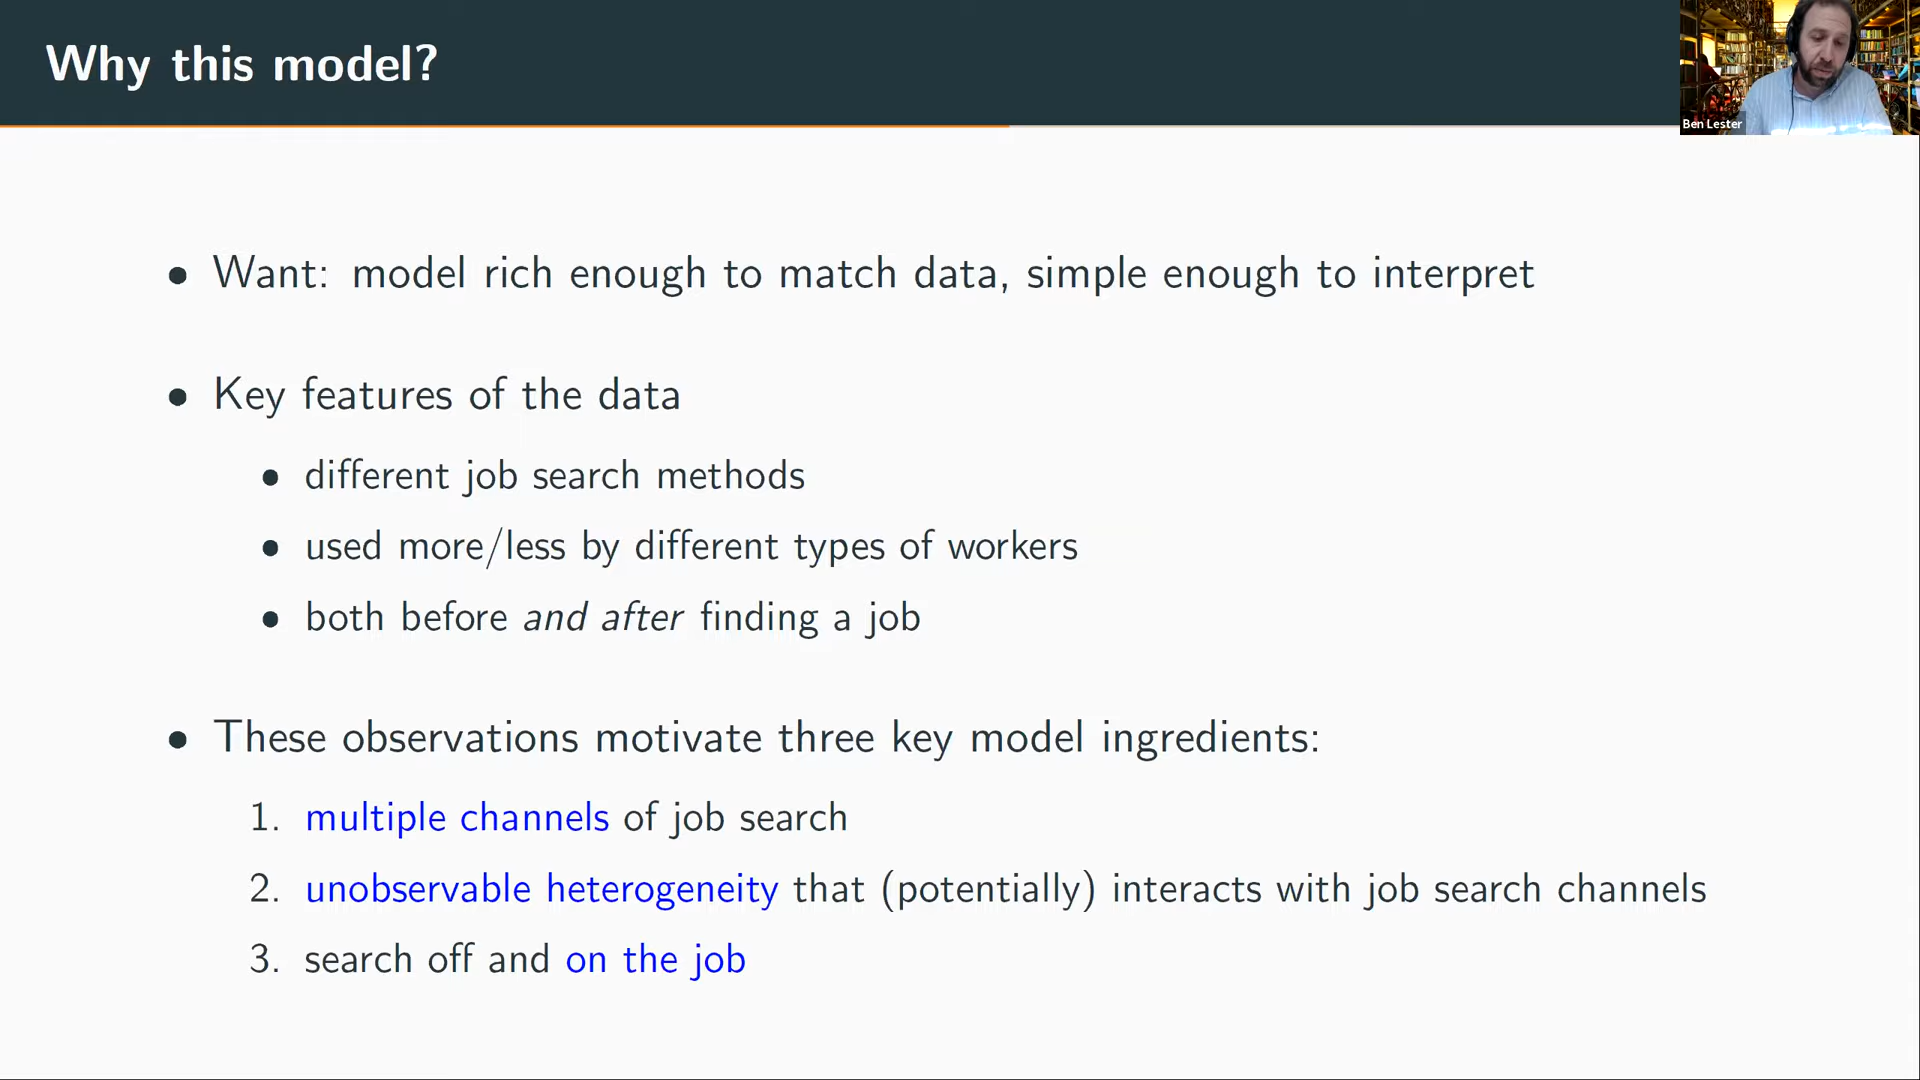 Why this model?
Ben Lester
• Want: model rich enough to match data, simple enough to interpret
• Key features of the data
• different job search methods
• used more/less by different types of workers
• both before and after finding a job
• These observations motivate three key model ingredients:
1. multiple channels of job search
2. unobservable heterogeneity that (potentially) interacts with job search channels
3. search off and on the job